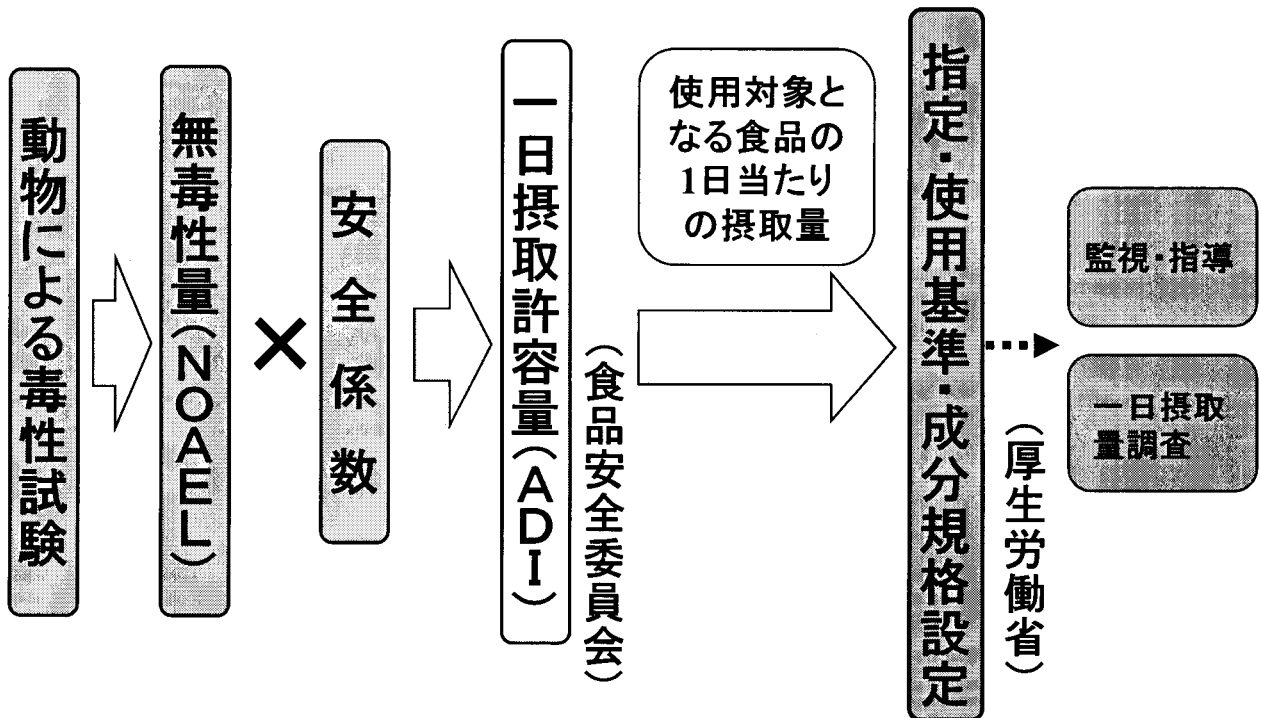 動物による毒性試験
無毒性量(NOAEL)
×
安全係数
一日摂取許容量(ADI)
(食品安全委員会)
使用対象と
なる食品の
1日当たり
の摂取量
指定・使用基準・成分規格設定
(厚生労働省)
監視・指導
一日摂取
量調査